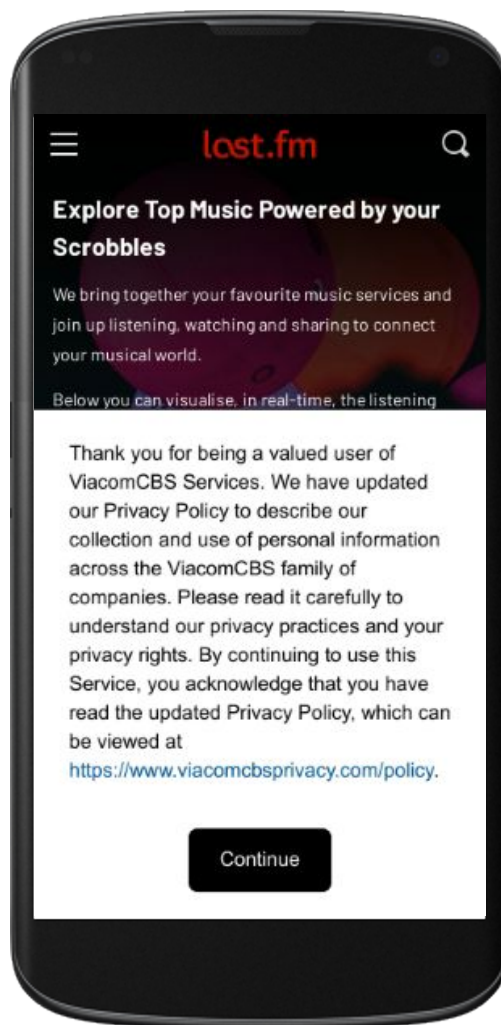 last.fm
Explore Top Music Powered by your
Scrobbles
We bring together your favourite music services and
join up listening, watching and sharing to connect
your musical world.
Below you can visualise, in real-time, the listening
Thank you for being a valued user of
ViacomCBS Services. We have updated
our Privacy Policy to describe our
collection and use of personal information
across the ViacomCBS family of
companies. Please read it carefully to
understand our privacy practices and your
privacy rights. By continuing to use this
Service, you acknowledge that you have
read the updated Privacy Policy, which can
be viewed at
https://www.viacomcbsprivacy.com/policy.
Continue